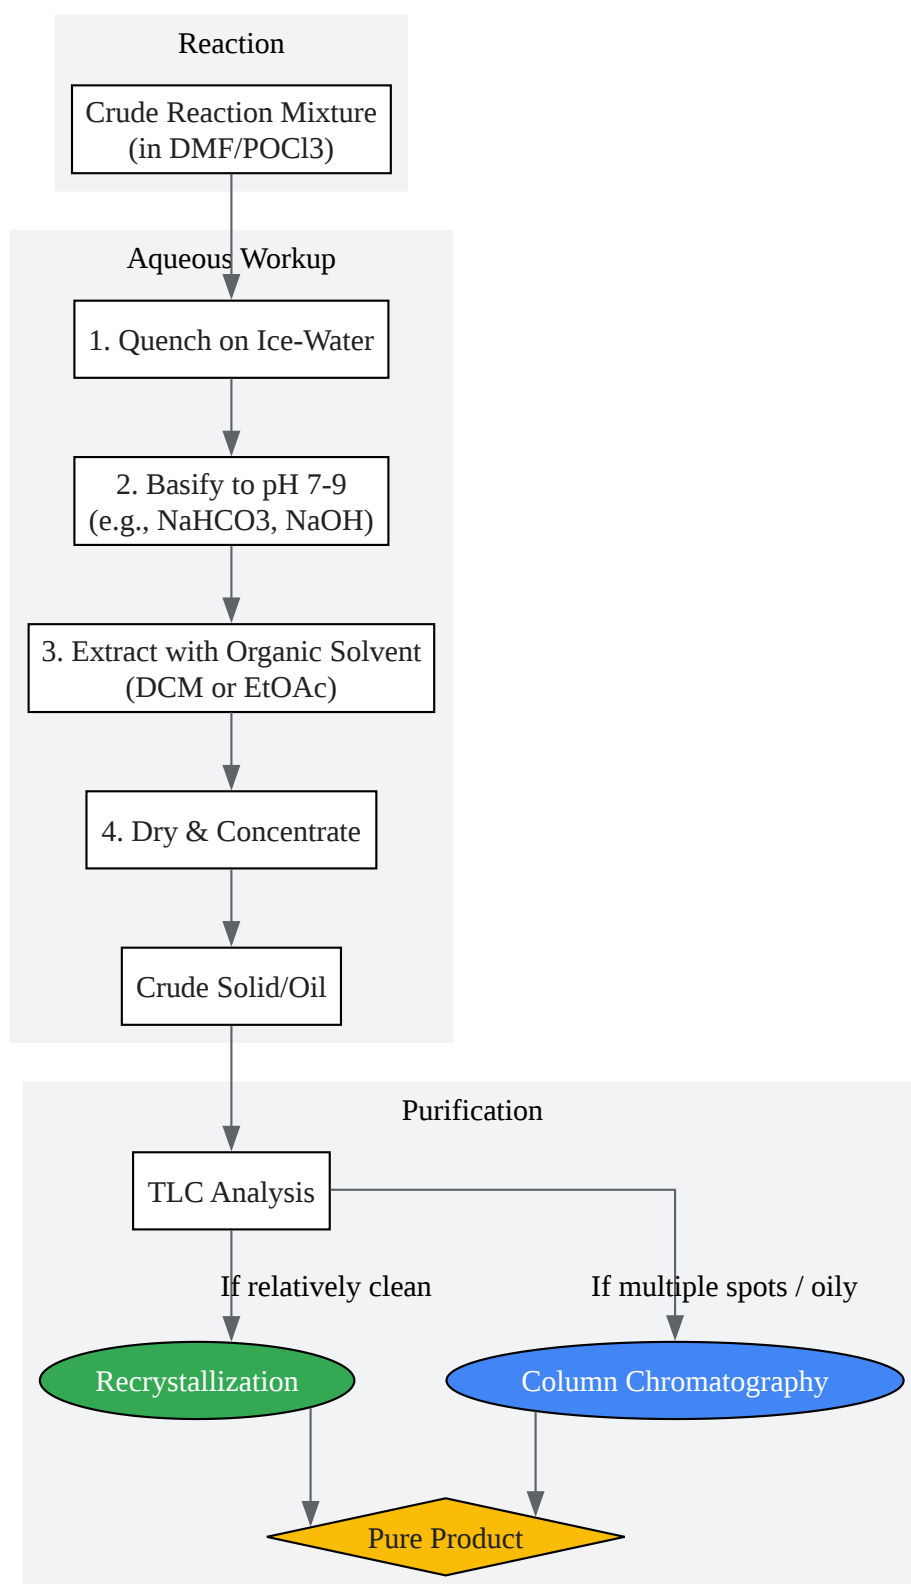 Reaction
Crude Reaction Mixture
(in DMF/POCl3)
Aqueous Workup
1. Quench on Ice-Water
2. Basify to pH 7-9
(e.g., NaHCO3, NaOH)
3. Extract with Organic Solvent
(DCM or EtOAc)
4. Dry & Concentrate
Crude Solid/Oil
Purification
TLC Analysis
If relatively clean
If multiple spots / oily
Recrystallization
Column Chromatography
Pure Product